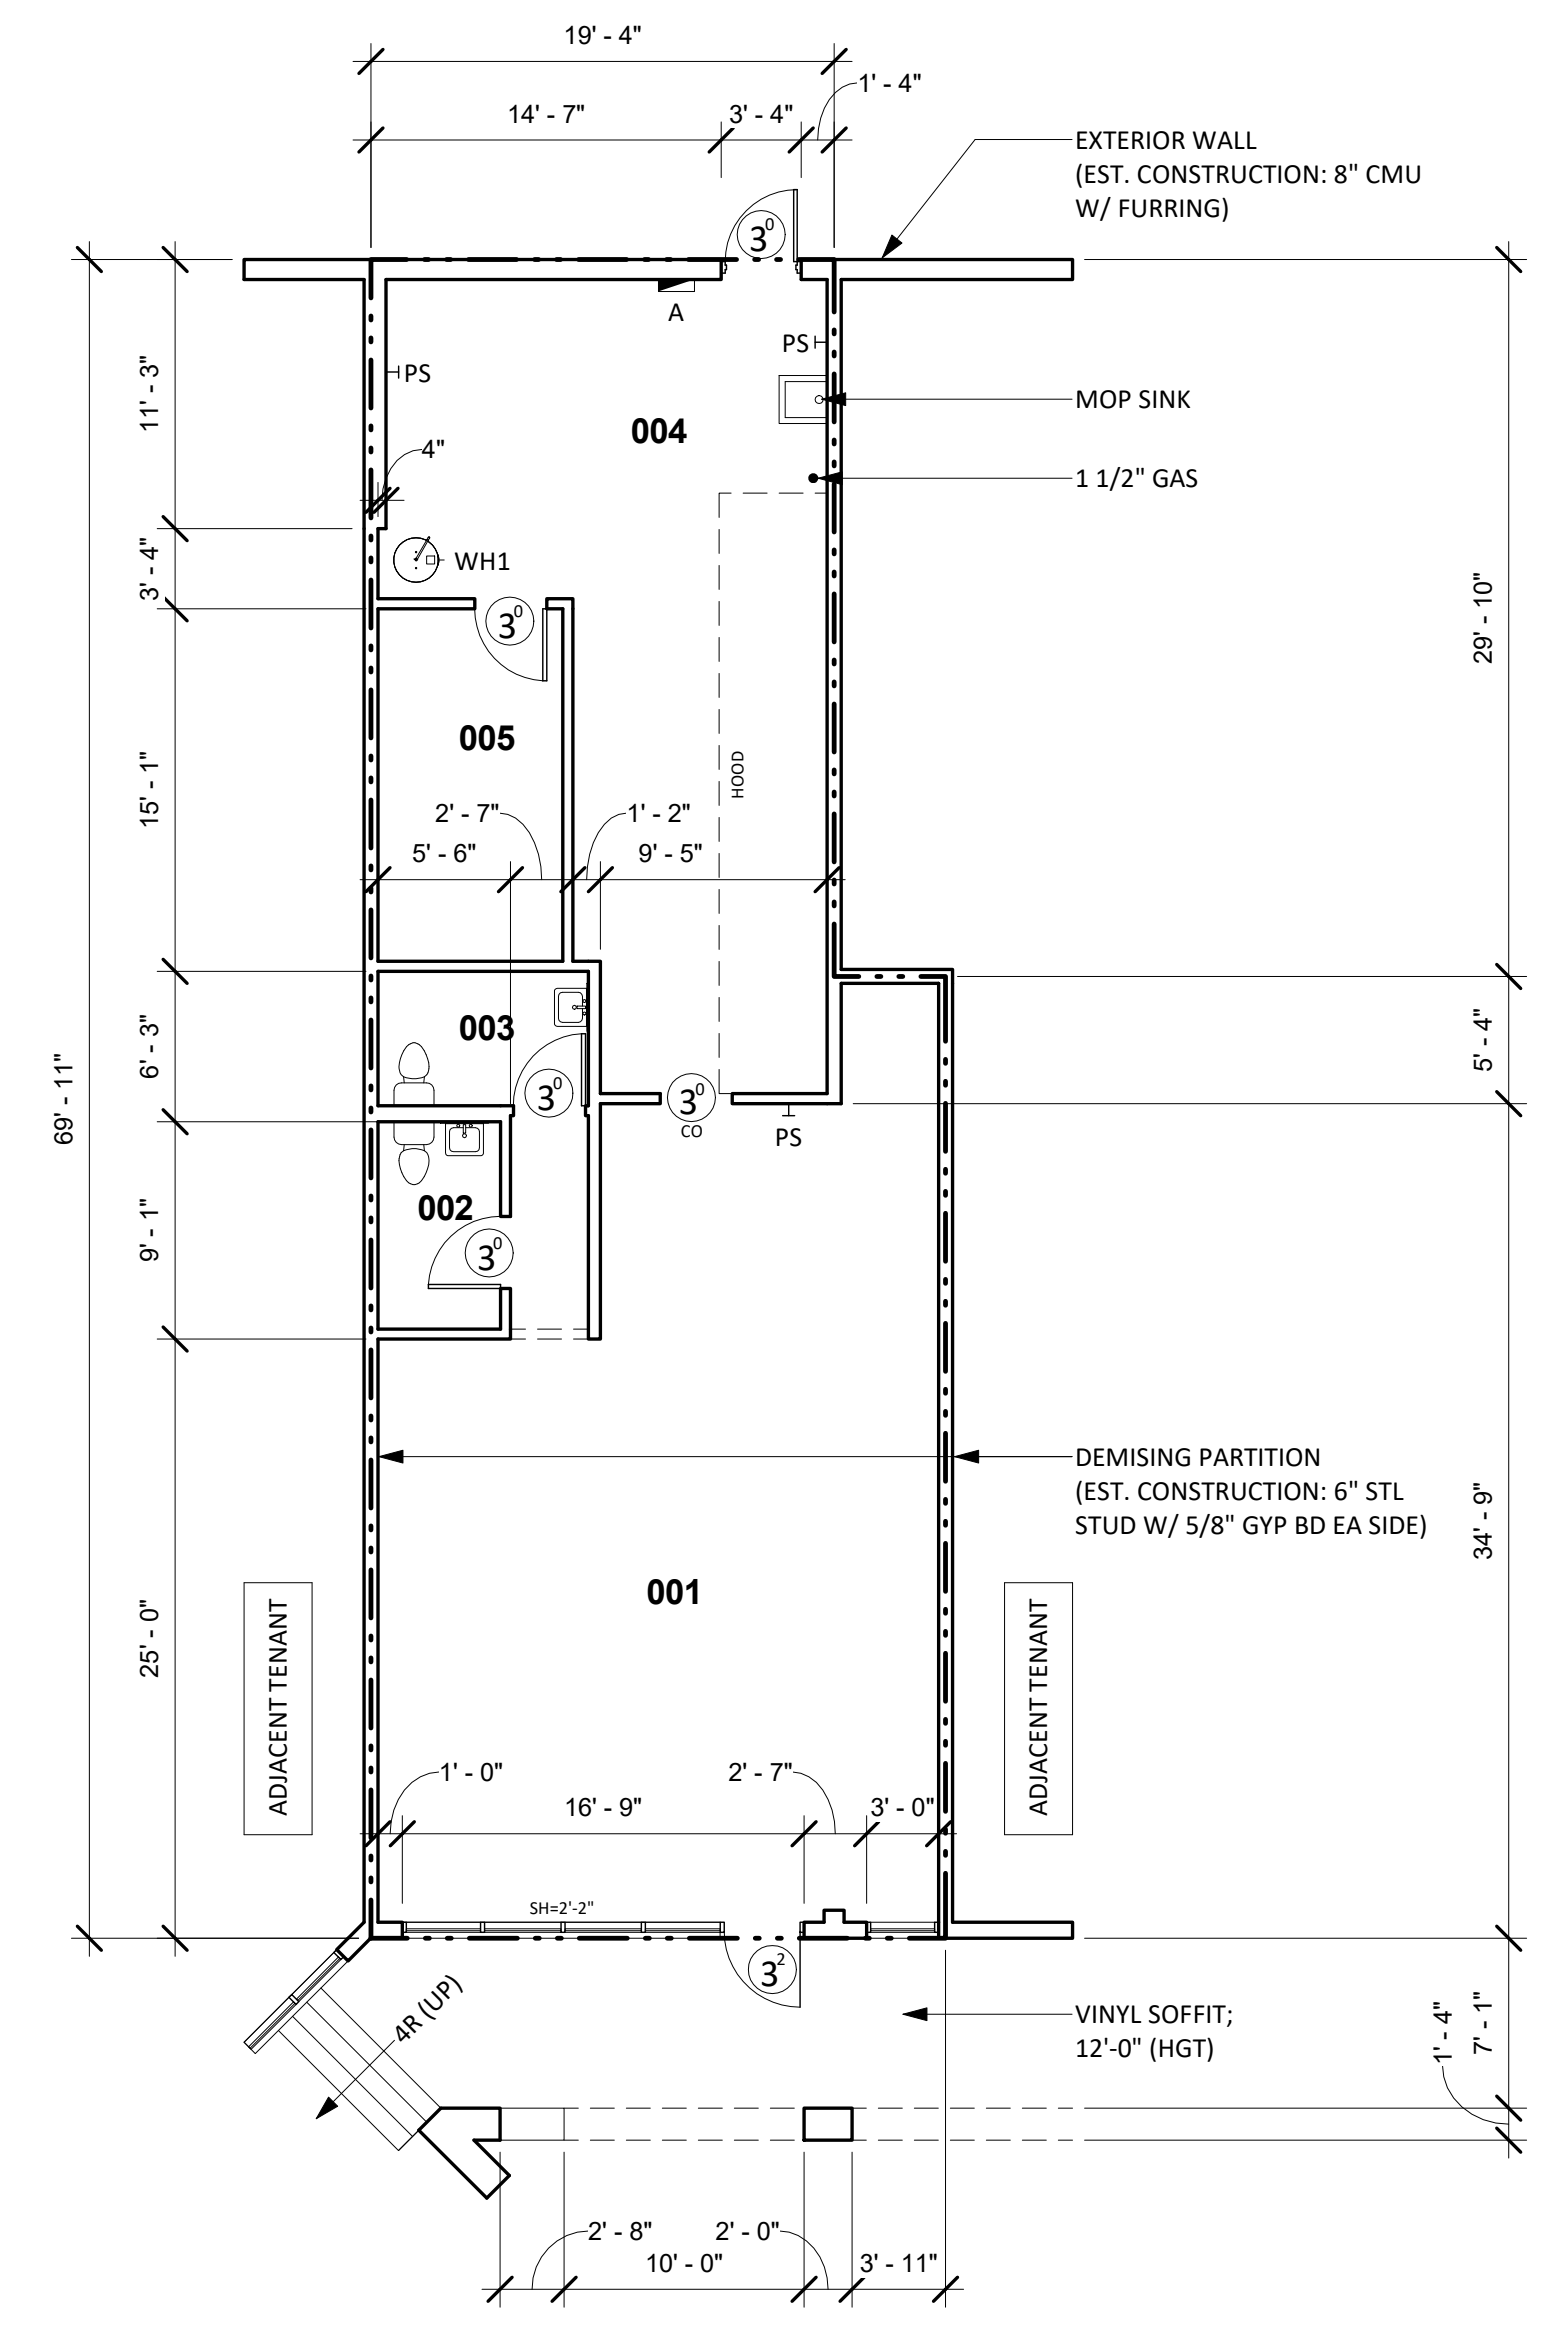 19' - 4"
1' - 4"
14' - 7"
3' - 4"
EXTERIOR WALL
(EST. CONSTRUCTION: 8" CMU
W/ FURRING)
3⁰
A
PS
PS
11' - 3"
MOP SINK
004
4"
1 1/2" GAS
3' - 4"
WH1
29' - 10"
3⁰
005
HOOD
15' - 1"
2' - 7"
1' - 2"
5' - 6"
9' - 5"
003
6' - 3"
5' - 4"
69' - 11"
3⁰
3⁰
CO
PS
002
9' - 1"
3⁰
DEMISING PARTITION
(EST. CONSTRUCTION: 6" STL
STUD W/ 5/8" GYP BD EA SIDE)
34' - 9"
001
25' - 0"
ADJACENT TENANT
ADJACENT TENANT
1' - 0"
2' - 7"
16' - 9"
3' - 0"
SH=2'-2"
3²
4R (UP)
VINYL SOFFIT;
12'-0" (HGT)
1' - 4"
7' - 1"
2' - 8"
2' - 0"
10' - 0"
3' - 11"